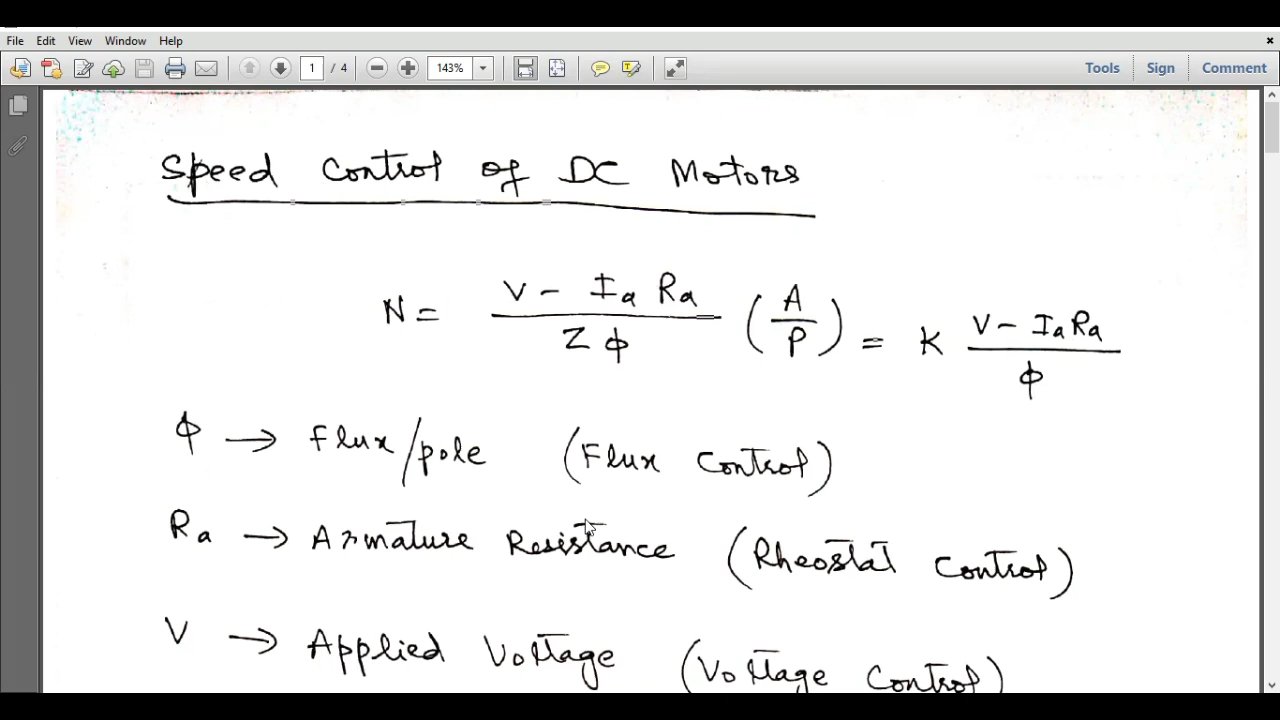 File Edit View Window Help ×
1 / 4 143% Tools Sign Comment
Speed Control of DC Motors
N = (V - Ia Ra) / (Z ϕ) (A/P) = K (V - Ia Ra) / ϕ
ϕ → Flux/pole (Flux Control)
Ra → Armature Resistance (Rheostat Control)
V → Applied Voltage (Voltage Control)